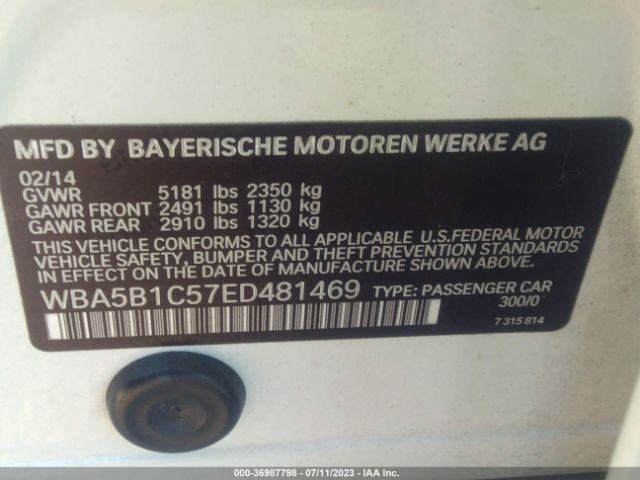 MFD BY BAYERISCHE MOTOREN WERKE AG
02/14
GVWR 5181 lbs 2350 kg
GAWR FRONT 2491 lbs 1130 kg
GAWR REAR 2910 lbs 1320 kg
THIS VEHICLE CONFORMS TO ALL APPLICABLE U.S.FEDERAL MOTOR
VEHICLE SAFETY, BUMPER AND THEFT PREVENTION STANDARDS
IN EFFECT ON THE DATE OF MANUFACTURE SHOWN ABOVE.
WBA5B1C57ED481469 TYPE: PASSENGER CAR
300/0
7 315 814
000-36987798 - 07/11/2023 - IAA Inc.